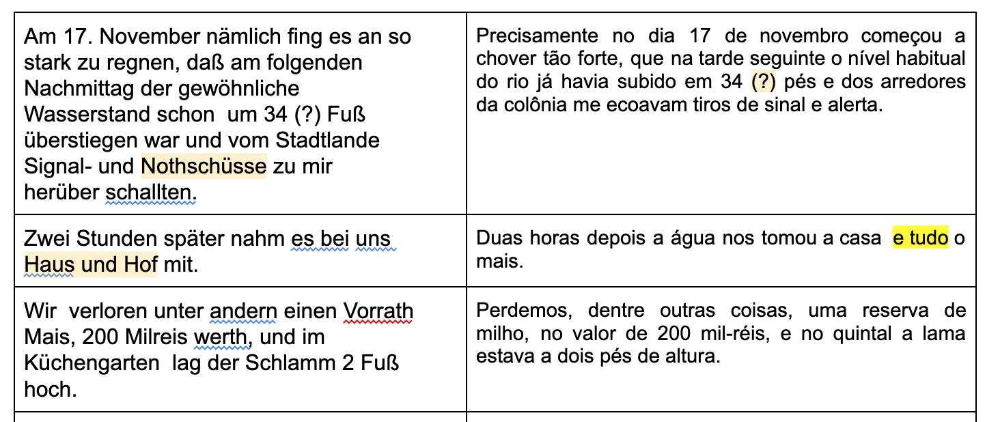 Am 17. November nämlich fing es an so
stark zu regnen, daß am folgenden
Nachmittag der gewöhnliche
Wasserstand schon  um 34 (?) Fuß
überstiegen war und vom Stadtlande
Signal- und Nothschüsse zu mir
herüber schallten.
Precisamente no dia 17 de novembro começou a
chover tão forte, que na tarde seguinte o nível habitual
do rio já havia subido em 34 (?) pés e dos arredores
da colônia me ecoavam tiros de sinal e alerta.
Zwei Stunden später nahm es bei uns
Haus und Hof mit.
Duas horas depois a água nos tomou a casa  e tudo o
mais.
Wir  verloren unter andern einen Vorrath
Mais, 200 Milreis werth, und im
Küchengarten  lag der Schlamm 2 Fuß
hoch.
Perdemos, dentre outras coisas, uma reserva de
milho, no valor de 200 mil-réis, e no quintal a lama
estava a dois pés de altura.